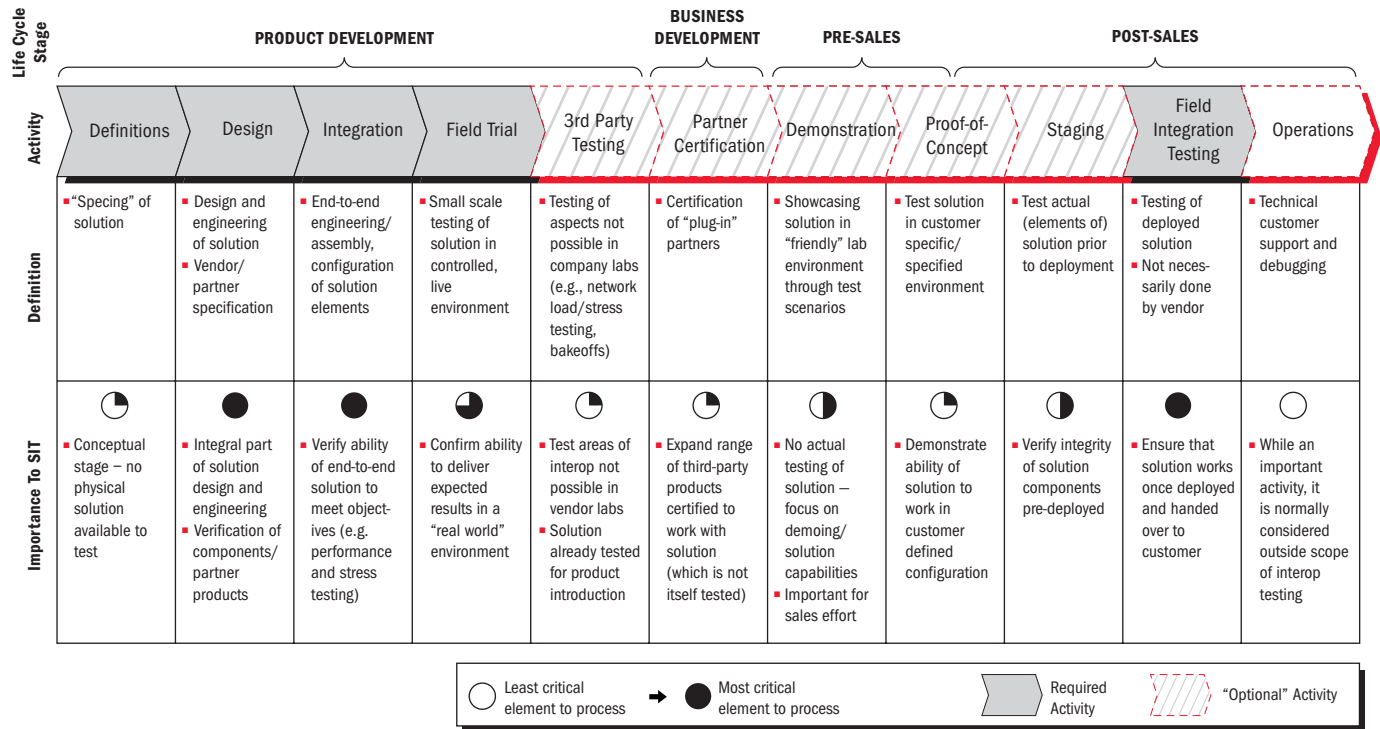 Life Cycle
Stage
PRODUCT DEVELOPMENT
BUSINESS
DEVELOPMENT
PRE-SALES
POST-SALES
Activity
Definitions
Design
Integration
Field Trial
3rd Party
Testing
Partner
Certification
Demonstration
Proof-of-
Concept
Staging
Field
Integration
Testing
Operations
Definition
"Specing" of
solution
Design and
engineering
of solution
Vendor/
partner
specification
End-to-end
engineering/
assembly,
configuration
of solution
elements
Small scale
testing of
solution in
controlled,
live
environment
Testing of
aspects not
possible in
company labs
(e.g., network
load/stress
testing,
bakeoffs)
Certification
of "plug-in"
partners
Showcasing
solution in
"friendly" lab
environment
through test
scenarios
Test solution
in customer
specific/
specified
environment
Test actual
(elements of)
solution prior
to deployment
Testing of
deployed
solution
Not neces-
sarily done
by vendor
Technical
customer
support and
debugging
Importance To SIT
Conceptual
stage – no
physical
solution
available to
test
Integral part
of solution
design and
engineering
Verification of
components/
partner
products
Verify ability
of end-to-end
solution to
meet object-
ives (e.g.
performance
and stress
testing)
Confirm ability
to deliver
expected
results in a
"real world"
environment
Test areas of
interop not
possible in
vendor labs
Solution
already tested
for product
introduction
Expand range
of third-party
products
certified to
work with
solution
(which is not
itself tested)
No actual
testing of
solution —
focus on
demoing/
solution
capabilities
Important for
sales effort
Demonstrate
ability of
solution to
work in
customer
defined
configuration
Verify integrity
of solution
components
pre-deployed
Ensure that
solution works
once deployed
and handed
over to
customer
While an
important
activity, it
is normally
considered
outside scope
of interop
testing
Least critical
element to process
Most critical
element to process
Required
Activity
"Optional" Activity